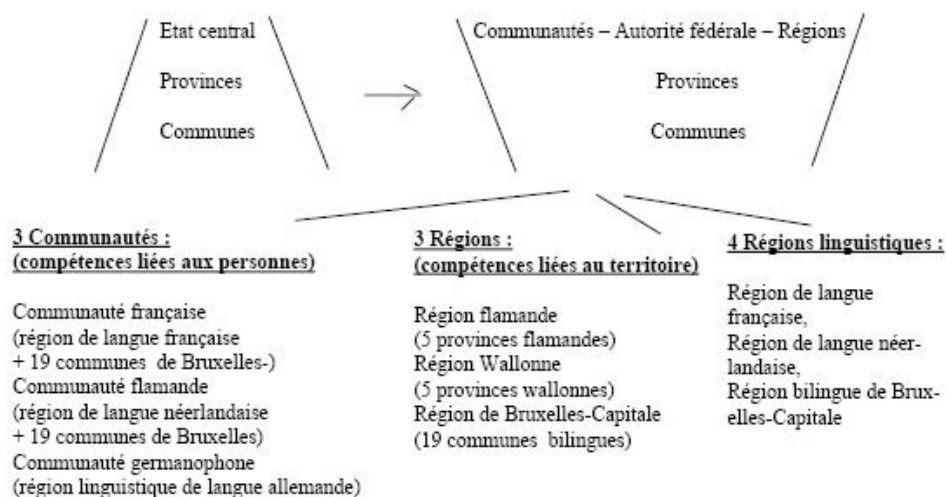 Etat central
Provinces
Communes
Communautés – Autorité fédérale – Régions
Provinces
Communes
3 Communautés :
(compétences liées aux personnes)
Communauté française
(région de langue française
+ 19 communes de Bruxelles-)
Communauté flamande
(région de langue néerlandaise
+ 19 communes de Bruxelles)
Communauté germanophone
(région linguistique de langue allemande)
3 Régions :
(compétences liées au territoire)
Région flamande
(5 provinces flamandes)
Région Wallonne
(5 provinces wallonnes)
Région de Bruxelles-Capitale
(19 communes bilingues)
4 Régions linguistiques :
Région de langue
française,
Région de langue néer-
landaise,
Région bilingue de Brux-
elles-Capitale